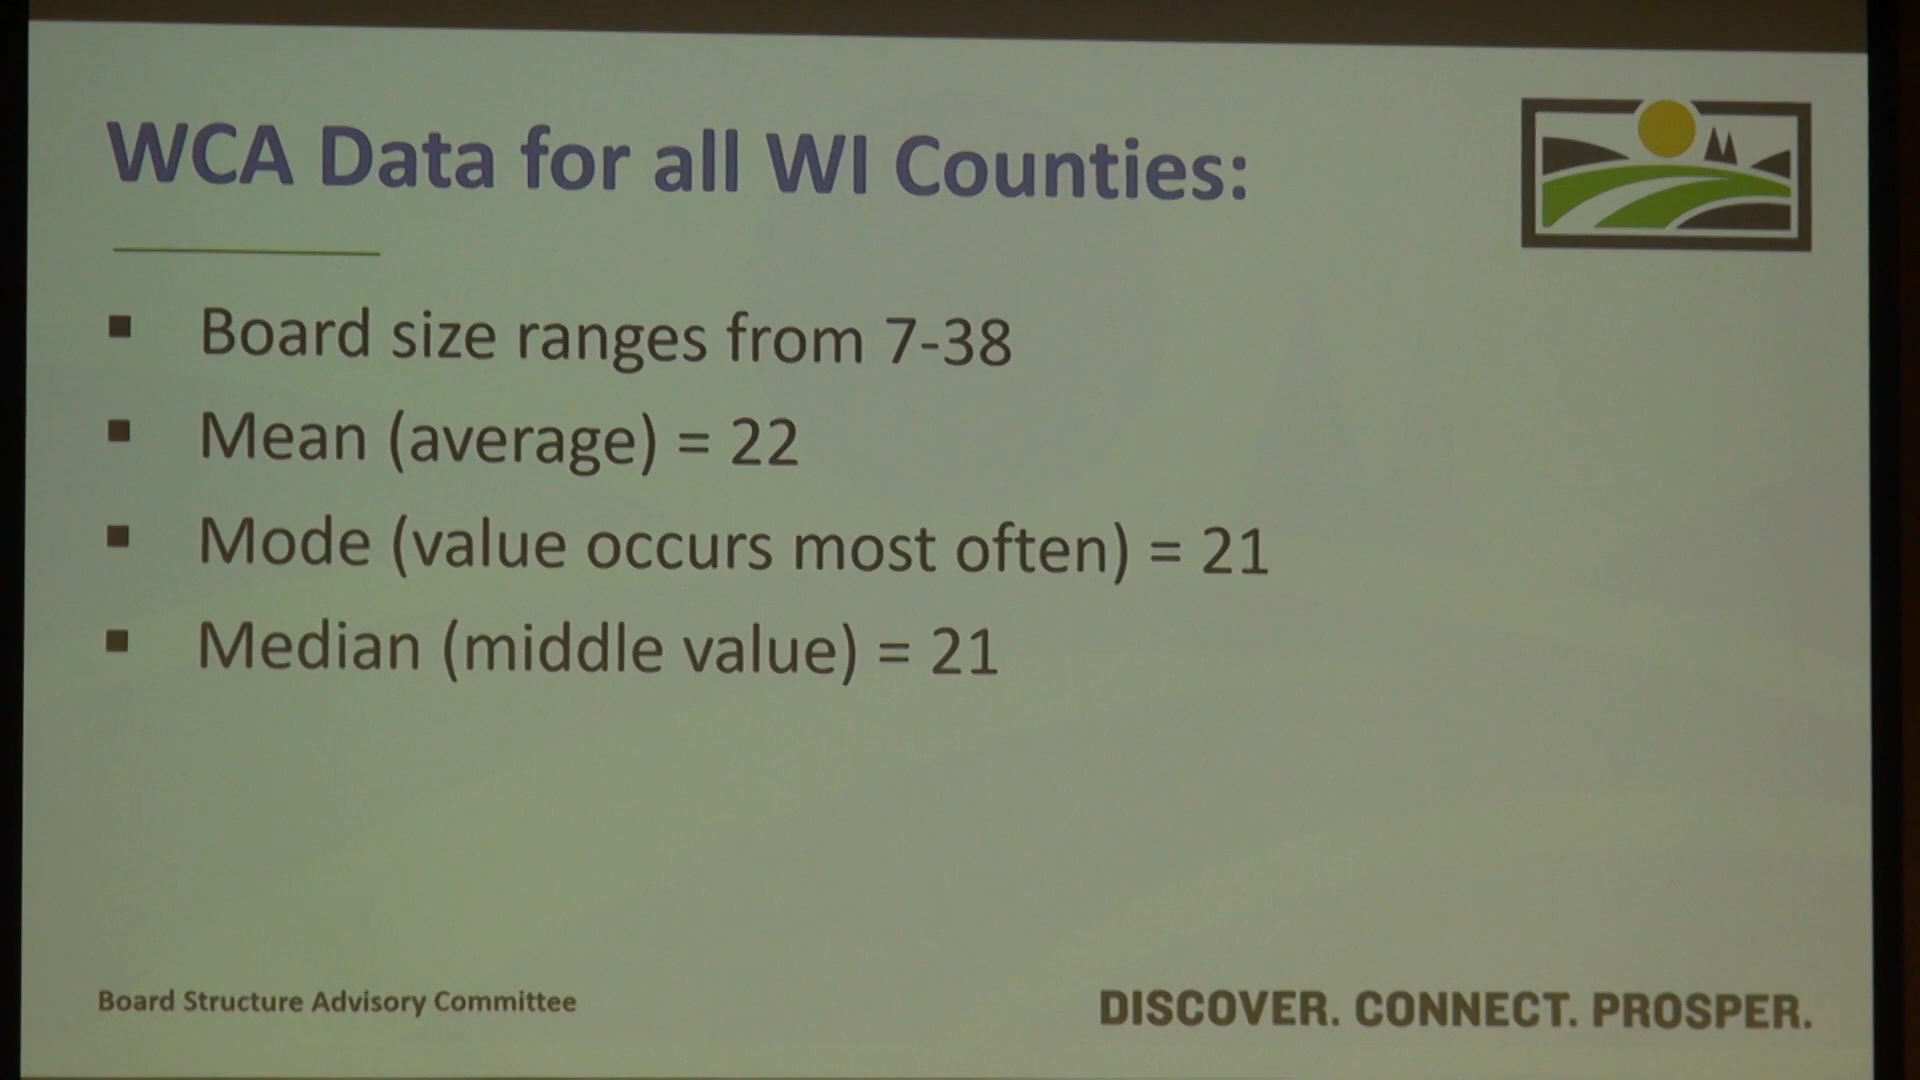 WCA Data for all WI Counties:
▪ Board size ranges from 7-38
▪ Mean (average) = 22
▪ Mode (value occurs most often) = 21
▪ Median (middle value) = 21
Board Structure Advisory Committee
DISCOVER. CONNECT. PROSPER.